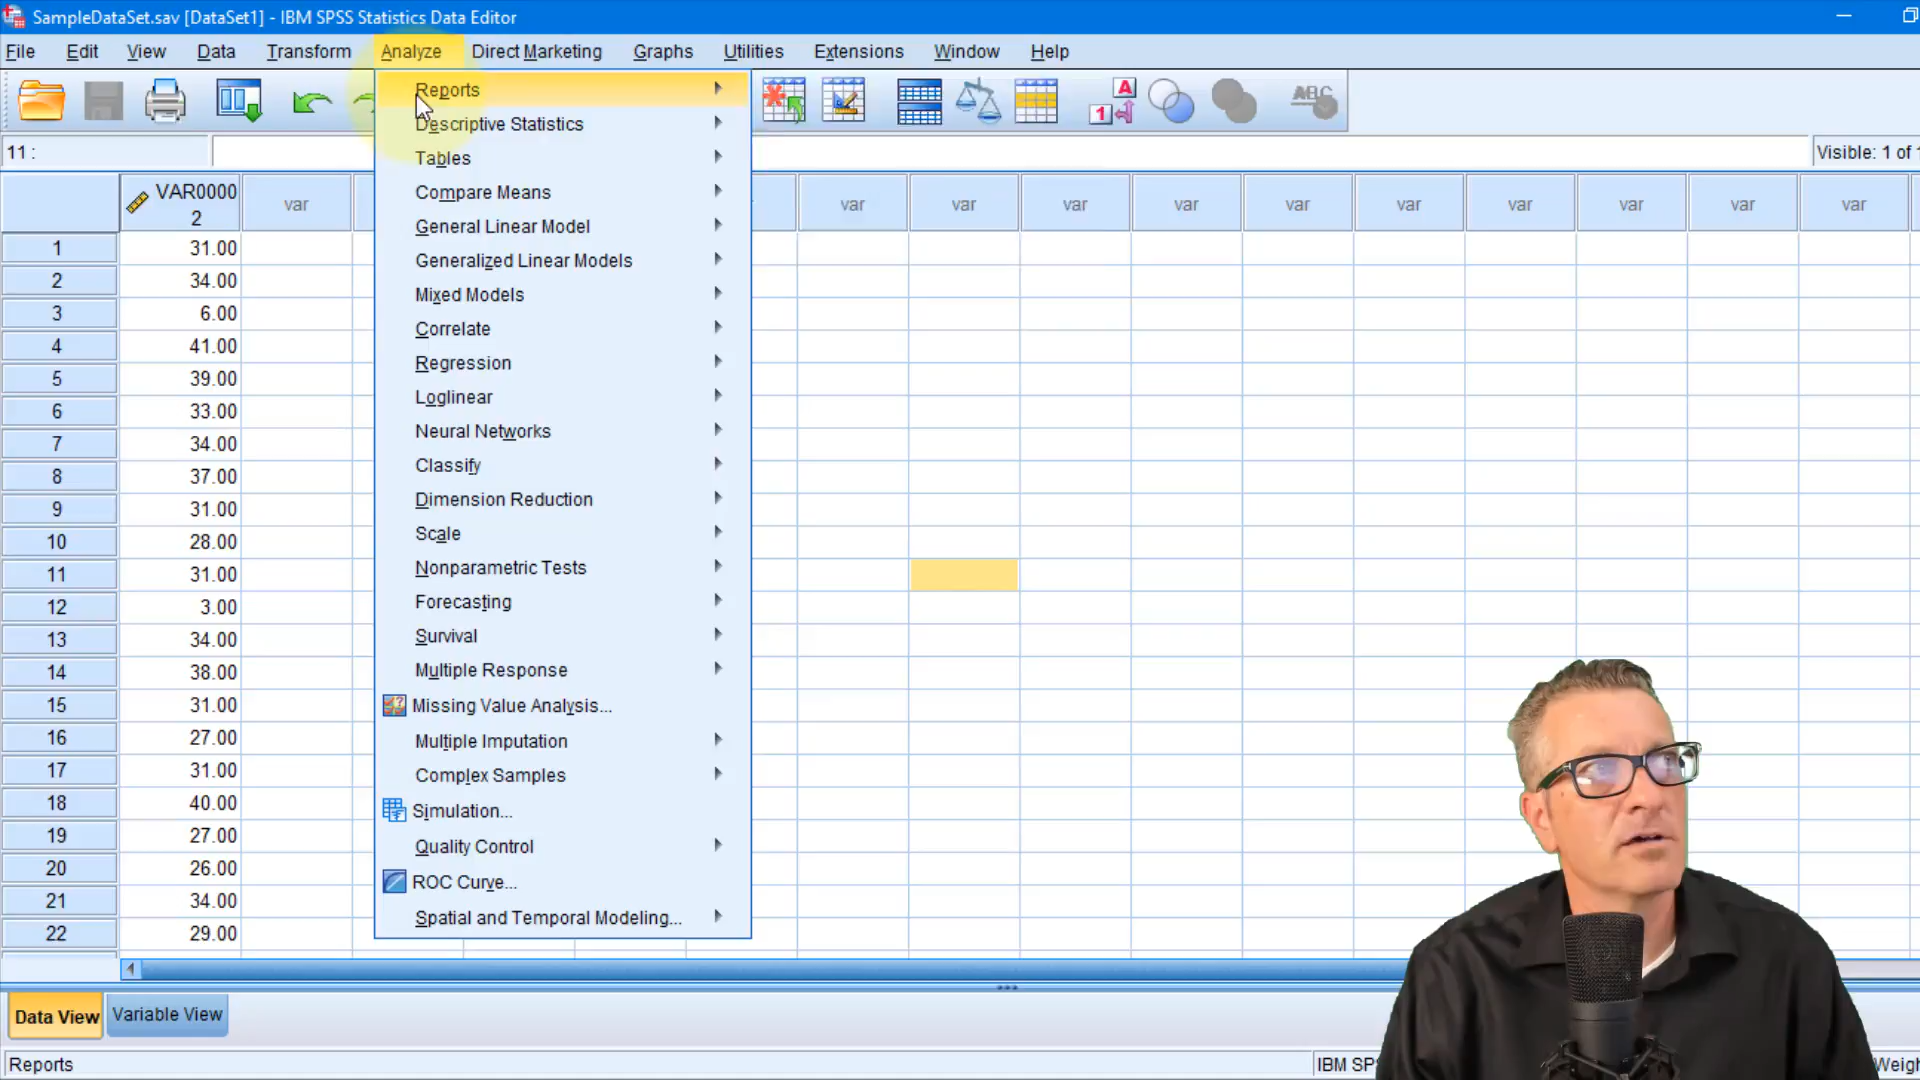 SampleDataSet.sav [DataSet1] - IBM SPSS Statistics Data Editor
File Edit View Data Transform Analyze Direct Marketing Graphs Utilities Extensions Window Help
A
1
ABC
11 :
Visible: 1 of
VAR0000
2
var var var var var var var var var var var
Reports
Descriptive Statistics
Tables
Compare Means
General Linear Model
Generalized Linear Models
Mixed Models
Correlate
Regression
Loglinear
Neural Networks
Classify
Dimension Reduction
Scale
Nonparametric Tests
Forecasting
Survival
Multiple Response
Missing Value Analysis...
Multiple Imputation
Complex Samples
Simulation...
Quality Control
ROC Curve...
Spatial and Temporal Modeling...
1 31.00
2 34.00
3 6.00
4 41.00
5 39.00
6 33.00
7 34.00
8 37.00
9 31.00
10 28.00
11 31.00
12 3.00
13 34.00
14 38.00
15 31.00
16 27.00
17 31.00
18 40.00
19 27.00
20 26.00
21 34.00
22 29.00
Data View Variable View
Reports
IBM SP
Weigh